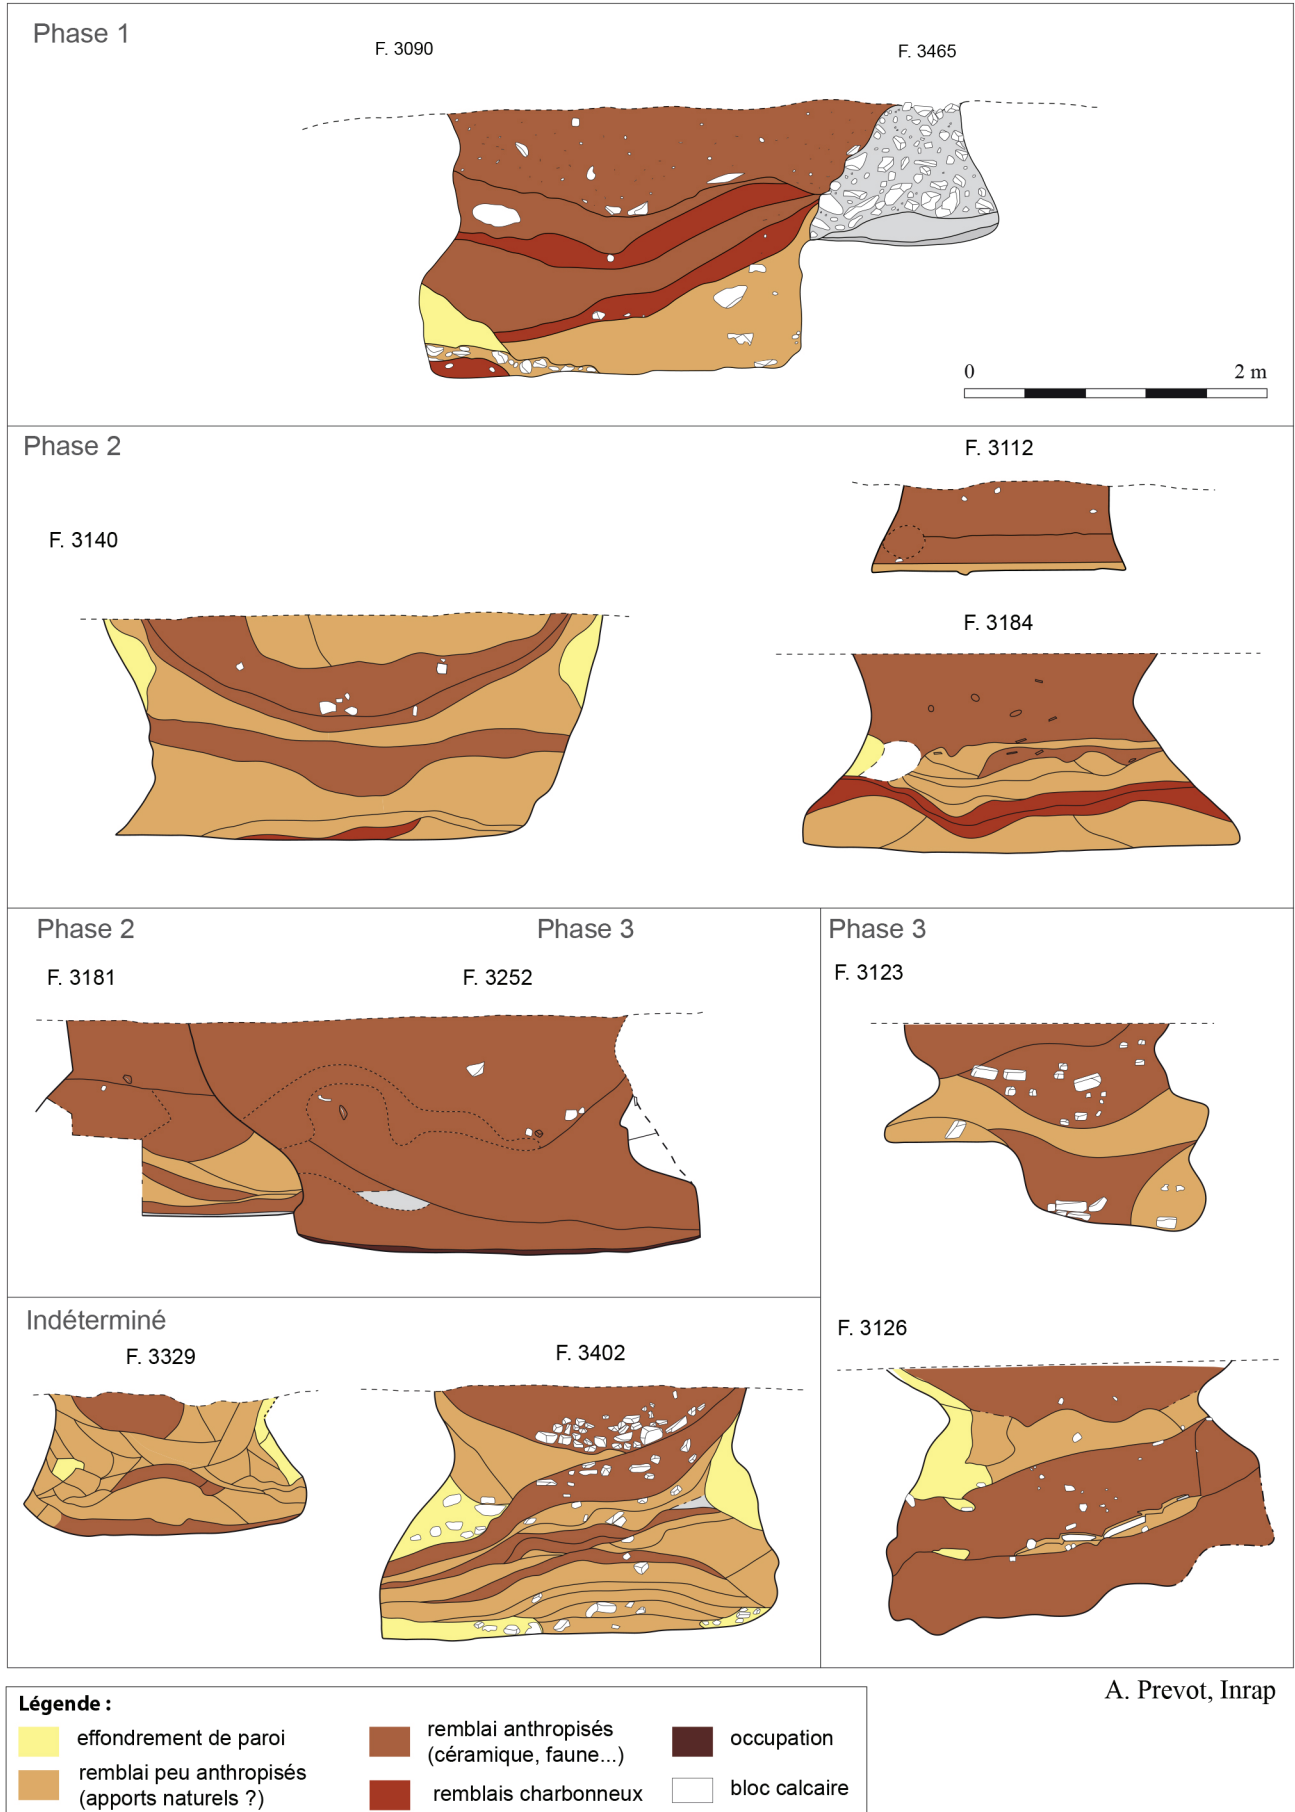 Phase 1
F. 3090
F. 3465
0
2 m
Phase 2
F. 3112
F. 3140
F. 3184
Phase 2
Phase 3
F. 3181
F. 3252
Phase 3
F. 3123
Indéterminé
F. 3329
F. 3402
F. 3126
A. Prevot, Inrap
Légende :
effondrement de paroi
remblai peu anthropisés
(apports naturels ?)
remblai anthropisés
(céramique, faune...)
remblais charbonneux
occupation
bloc calcaire